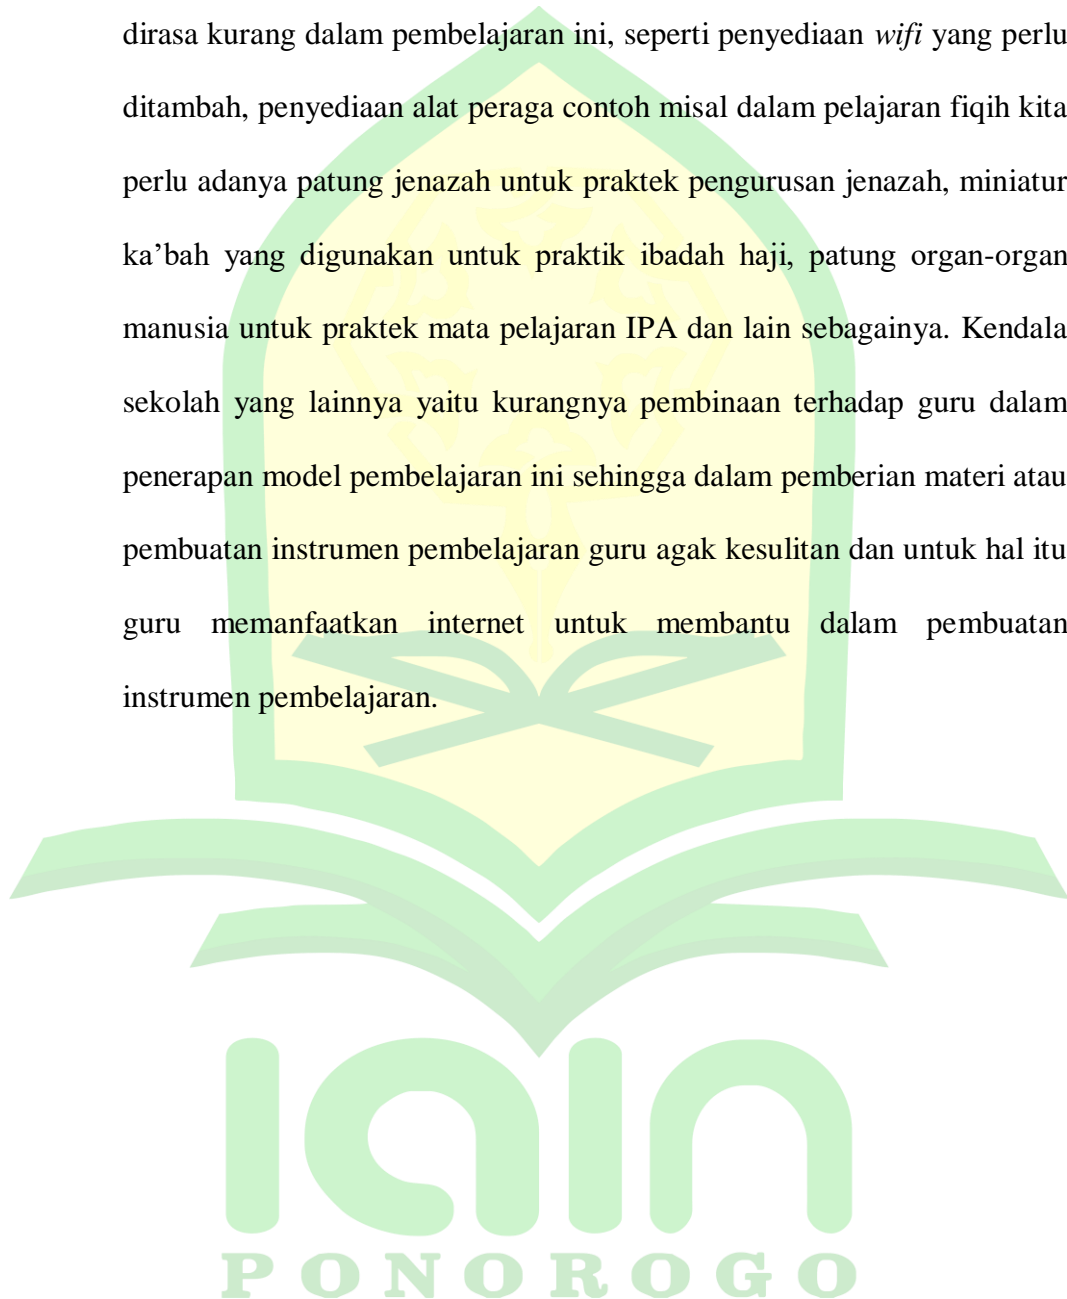 dirasa kurang dalam pembelajaran ini, seperti penyediaan wifi yang perlu
ditambah, penyediaan alat peraga contoh misal dalam pelajaran fiqih kita
perlu adanya patung jenazah untuk praktek pengurusan jenazah, miniatur
ka’bah yang digunakan untuk praktik ibadah haji, patung organ-organ
manusia untuk praktek mata pelajaran IPA dan lain sebagainya. Kendala
sekolah yang lainnya yaitu kurangnya pembinaan terhadap guru dalam
penerapan model pembelajaran ini sehingga dalam pemberian materi atau
pembuatan instrumen pembelajaran guru agak kesulitan dan untuk hal itu
guru memanfaatkan internet untuk membantu dalam pembuatan
instrumen pembelajaran.
iain
PONOROGO